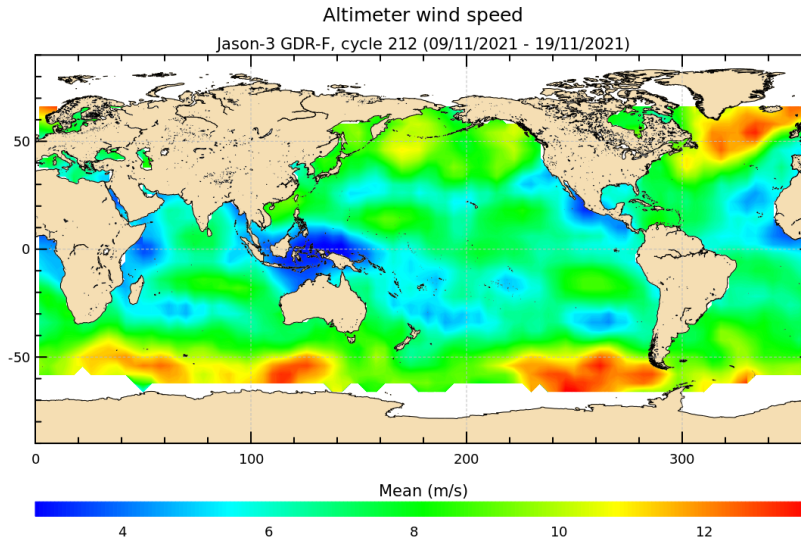 Altimeter wind speed
Jason-3 GDR-F, cycle 212 (09/11/2021 - 19/11/2021)
50
0
-50
0 100 200 300
Mean (m/s)
4 6 8 10 12